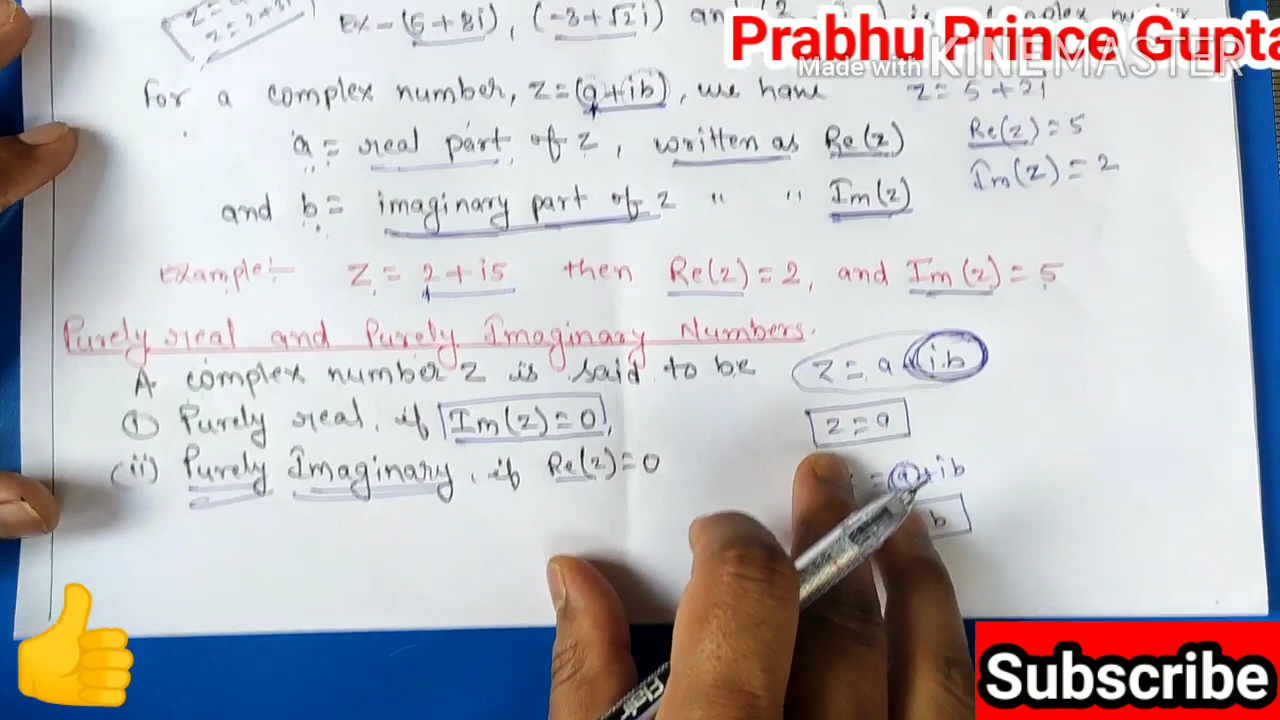 Ex - (5+8i), (-3+√2i) and
Prabhu Prince Gupta
Made with KINEMASTER
For a complex number, Z=(a+ib), we have
Z = 5+2i
a = real part of Z, written as Re(z)
Re(z) = 5
Im(z) = 2
and b = imaginary part of Z " " Im(z)
Example:- Z = 2+i5 then Re(z)=2, and Im(z)=5
Purely real and Purely Imaginary Numbers.
A complex number Z is said to be
Z = a i.b
① Purely real, if Im(z)=0,
Z = a
(ii) Purely Imaginary, if Re(z)=0
= a+ib
b
Subscribe